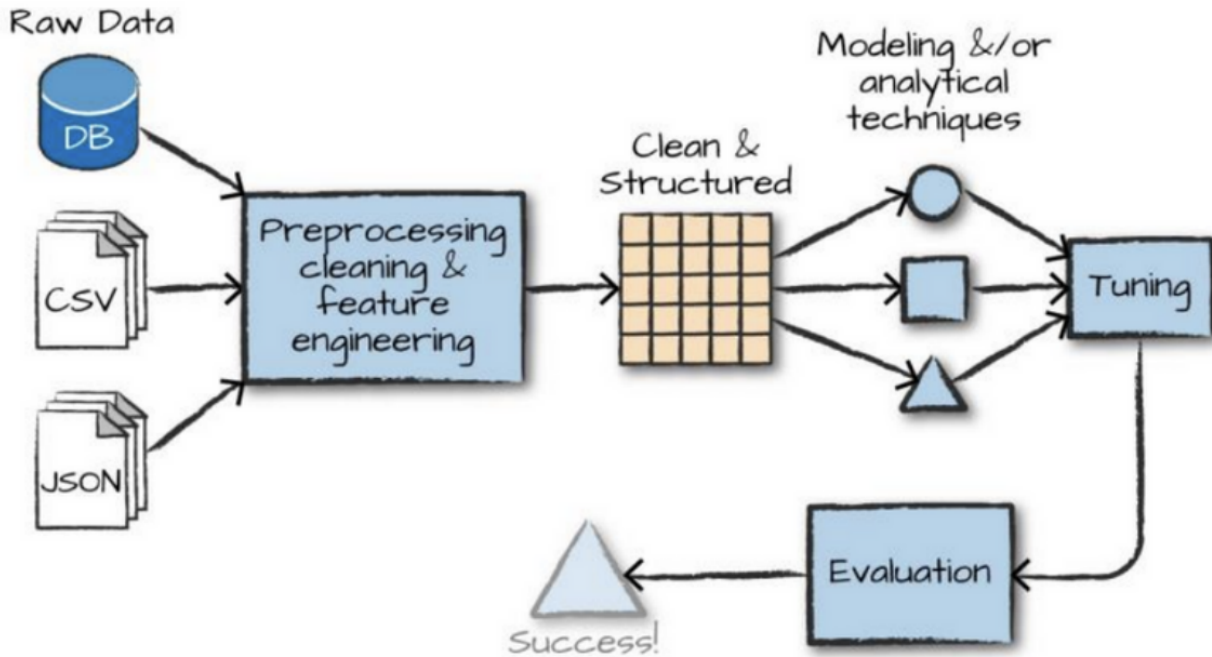 Raw Data
DB
CSV
JSON
Preprocessing
cleaning &
feature
engineering
Clean &
Structured
Modeling &/or
analytical
techniques
Tuning
Evaluation
Success!